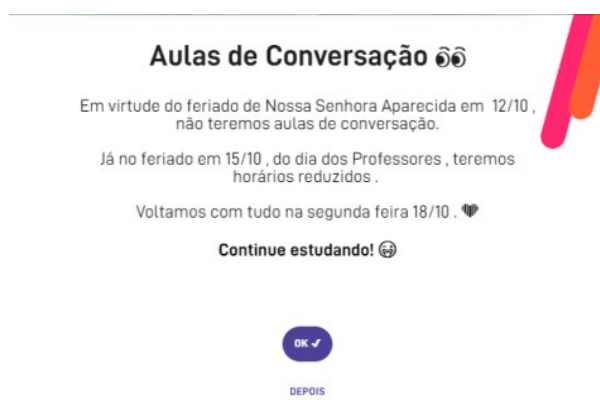 Aulas de Conversação 👀
Em virtude do feriado de Nossa Senhora Aparecida em 12/10 ,
não teremos aulas de conversação.
Já no feriado em 15/10 , do dia dos Professores , teremos
horários reduzidos .
Voltamos com tudo na segunda feira 18/10 . 💜
Continue estudando! 😂
OK ✔
DEPOIS